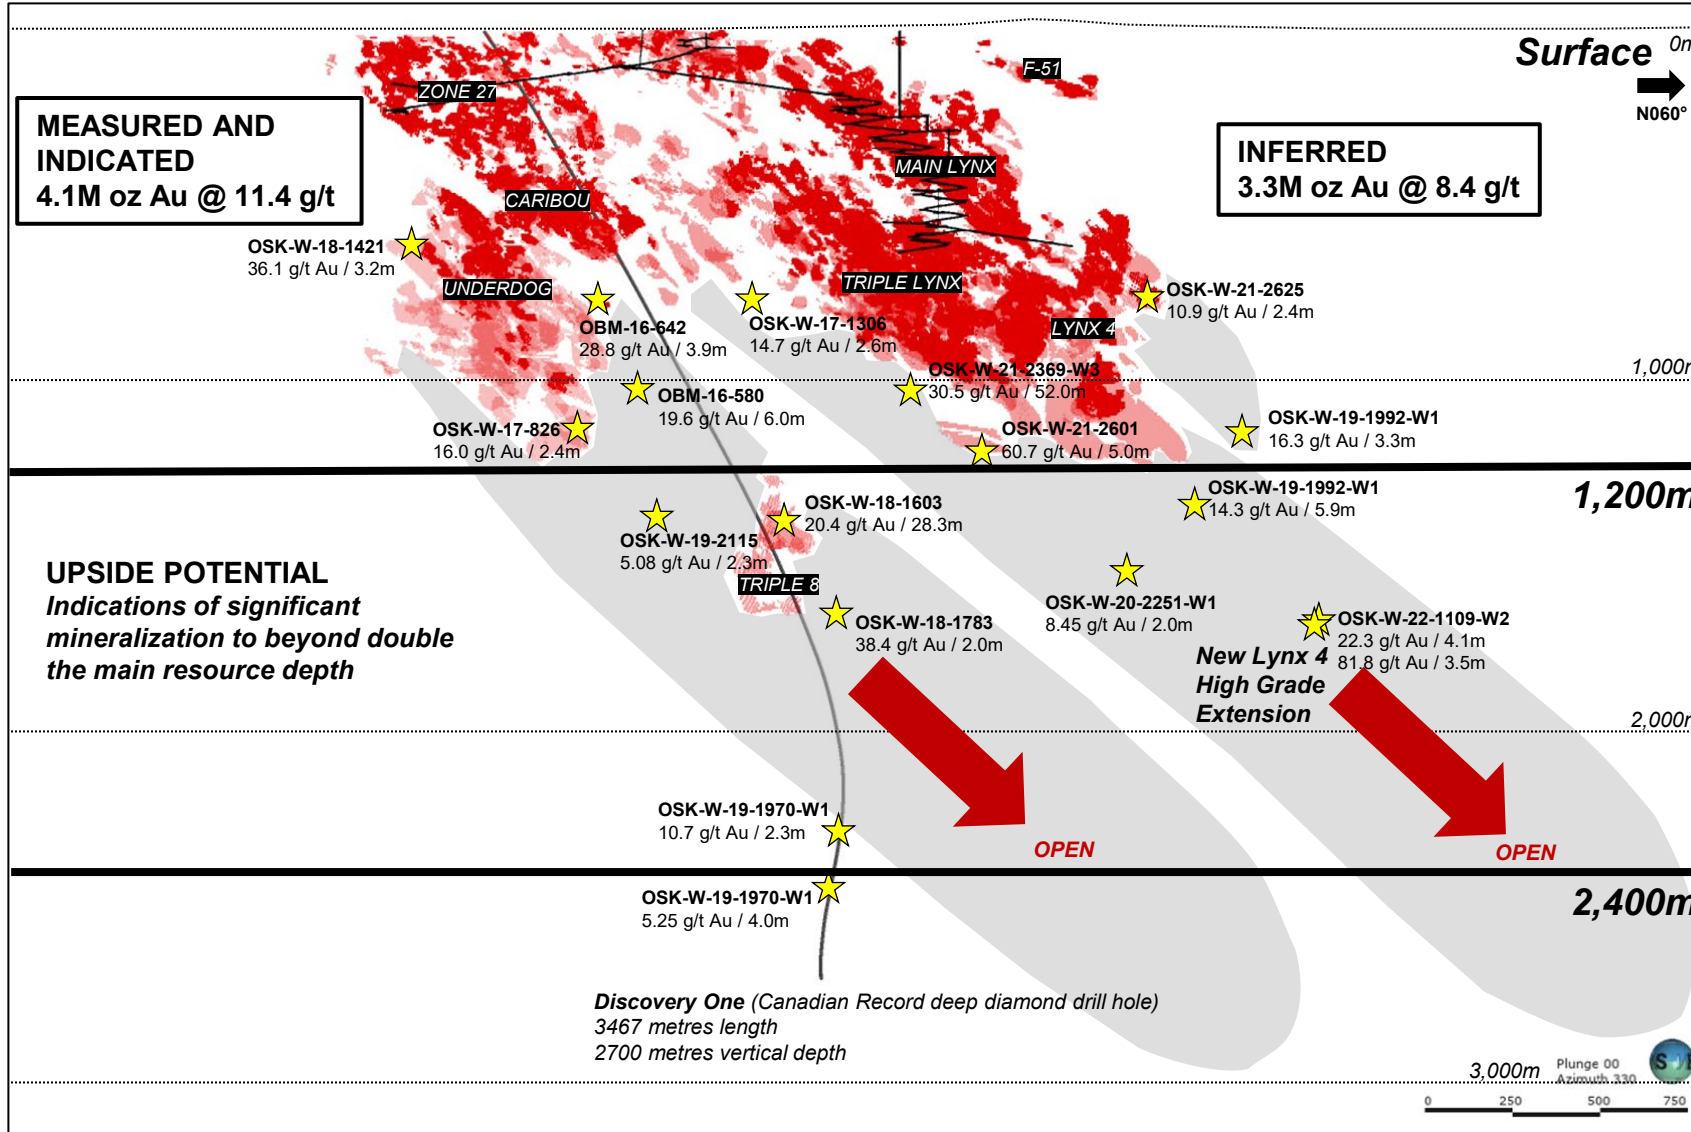 Surface
0m
N060°
F-51
ZONE 27
MEASURED AND
INDICATED
4.1M oz Au @ 11.4 g/t
INFERRED
3.3M oz Au @ 8.4 g/t
MAIN LYNX
CARIBOU
OSK-W-18-1421
36.1 g/t Au / 3.2m
UNDERDOG
TRIPLE LYNX
LYNX 4
OSK-W-21-2625
10.9 g/t Au / 2.4m
OBM-16-642
28.8 g/t Au / 3.9m
OSK-W-17-1306
14.7 g/t Au / 2.6m
OSK-W-21-2369-W3
30.5 g/t Au / 52.0m
1,000m
OBM-16-580
19.6 g/t Au / 6.0m
OSK-W-17-826
16.0 g/t Au / 2.4m
OSK-W-21-2601
60.7 g/t Au / 5.0m
OSK-W-19-1992-W1
16.3 g/t Au / 3.3m
1,200m
OSK-W-19-1992-W1
14.3 g/t Au / 5.9m
OSK-W-18-1603
20.4 g/t Au / 28.3m
OSK-W-19-2115
5.08 g/t Au / 2.3m
TRIPLE 8
UPSIDE POTENTIAL
Indications of significant
mineralization to beyond double
the main resource depth
OSK-W-18-1783
38.4 g/t Au / 2.0m
OSK-W-20-2251-W1
8.45 g/t Au / 2.0m
OSK-W-22-1109-W2
22.3 g/t Au / 4.1m
81.8 g/t Au / 3.5m
New Lynx 4
High Grade
Extension
2,000m
OSK-W-19-1970-W1
10.7 g/t Au / 2.3m
OPEN
OPEN
OSK-W-19-1970-W1
5.25 g/t Au / 4.0m
2,400m
Discovery One (Canadian Record deep diamond drill hole)
3467 metres length
2700 metres vertical depth
3,000m
Plunge 00
Azimuth 330
0 250 500 750